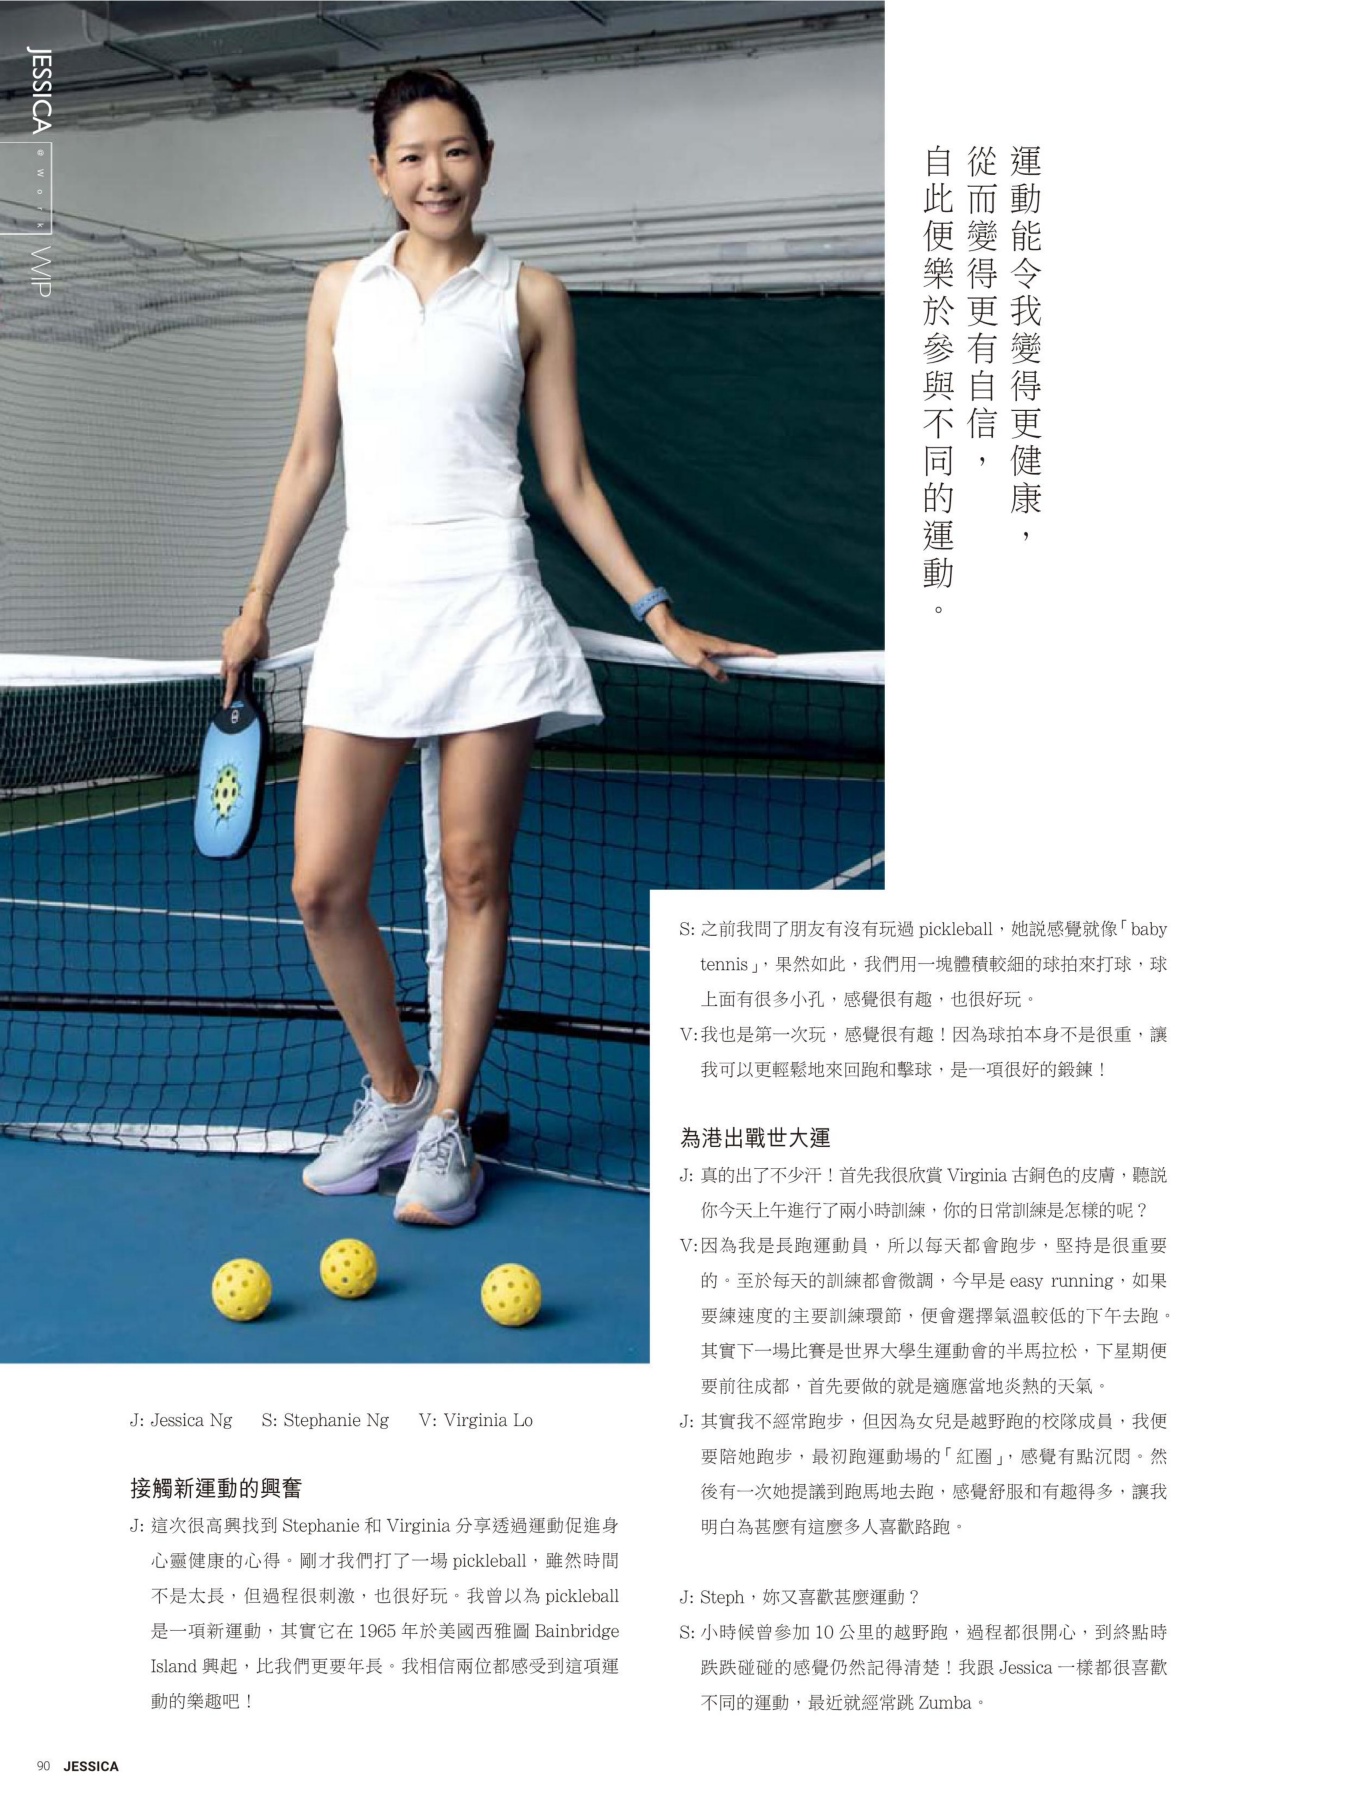 JESSICA
@work
WIP
運動能令我變得更健康，
從而變得更有自信，
自此便樂於參與不同的運動。
J: Jessica Ng S: Stephanie Ng V: Virginia Lo
接觸新運動的興奮
J: 這次很高興找到 Stephanie 和 Virginia 分享透過運動促進身
心靈健康的心得。剛才我們打了一場 pickleball，雖然時間
不是太長，但過程很刺激，也很好玩。我曾以為 pickleball
是一項新運動，其實它在 1965 年於美國西雅圖 Bainbridge
Island 興起，比我們更要年長。我相信兩位都感受到這項運
動的樂趣吧！
S: 之前我問了朋友有沒有玩過 pickleball，她説感覺就像「baby
tennis」，果然如此，我們用一塊體積較細的球拍來打球，球
上面有很多小孔，感覺很有趣，也很好玩。
V:我也是第一次玩，感覺很有趣！因為球拍本身不是很重，讓
我可以更輕鬆地來回跑和擊球，是一項很好的鍛鍊！
為港出戰世大運
J: 真的出了不少汗！首先我很欣賞 Virginia 古銅色的皮膚，聽説
你今天上午進行了兩小時訓練，你的日常訓練是怎樣的呢？
V:因為我是長跑運動員，所以每天都會跑步，堅持是很重要
的。至於每天的訓練都會微調，今早是 easy running，如果
要練速度的主要訓練環節，便會選擇氣溫較低的下午去跑。
其實下一場比賽是世界大學生運動會的半馬拉松，下星期便
要前往成都，首先要做的就是適應當地炎熱的天氣。
J: 其實我不經常跑步，但因為女兒是越野跑的校隊成員，我便
要陪她跑步，最初跑運動場的「紅圈」，感覺有點沉悶。然
後有一次她提議到跑馬地去跑，感覺舒服和有趣得多，讓我
明白為甚麼有這麼多人喜歡路跑。
J: Steph，妳又喜歡甚麼運動？
S: 小時候曾參加 10 公里的越野跑，過程都很開心，到終點時
跌跌碰碰的感覺仍然記得清楚！我跟 Jessica 一樣都很喜歡
不同的運動，最近就經常跳 Zumba。
90 JESSICA